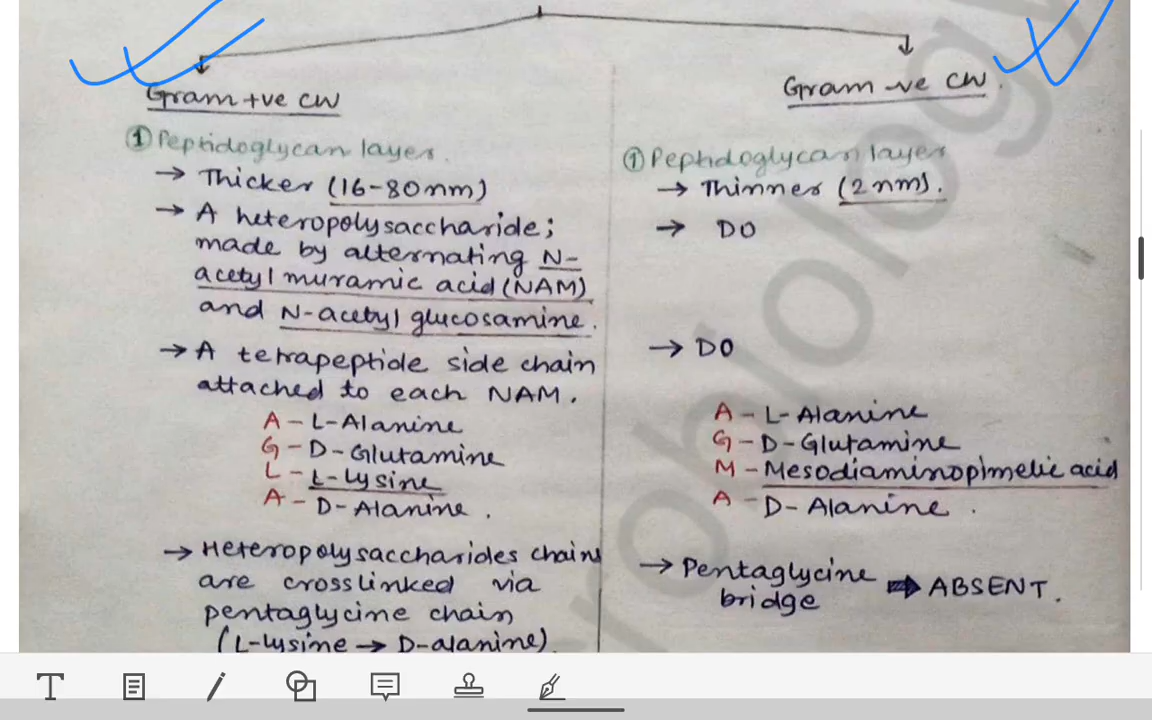 Gram +ve CW
① Peptidoglycan layer.
→ Thicker (16-80nm)
→ A heteropolysaccharide;
made by alternating N-
acetyl muramic acid (NAM)
and N-acetyl glucosamine.
→ A tetrapeptide side chain
attached to each NAM.
A - L-Alanine
G - D-Glutamine
L - L-Lysine
A - D-Alanine.
→ Heteropolysaccharides chains
are crosslinked via
pentaglycine chain
(L-lysine → D-alanine)
Gram -ve CW.
① Peptidoglycan layer
→ Thinner (2nm).
→ DO
→ DO
A - L-Alanine
G - D-Glutamine
M - Mesodiaminopimelic acid
A - D-Alanine.
→ Pentaglycine
bridge ➡ ABSENT.
robiology
T